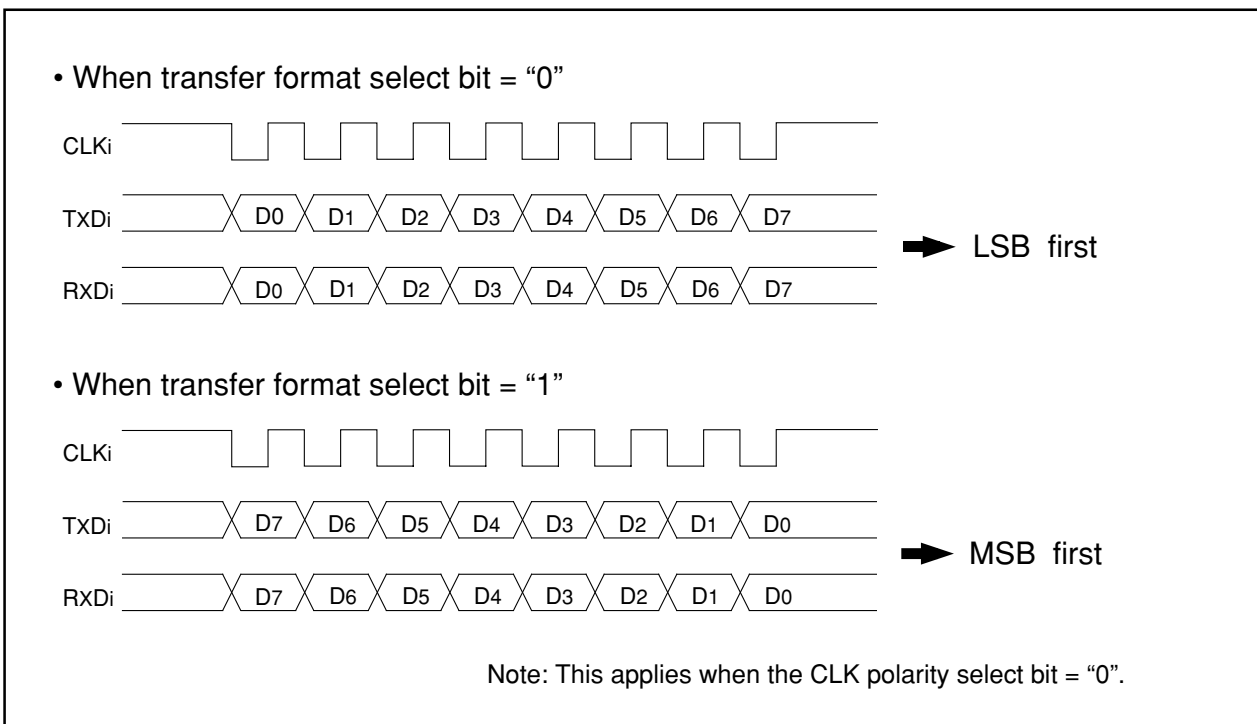 • When transfer format select bit = “0”
CLKi
TXDi D0 D1 D2 D3 D4 D5 D6 D7
RXDi D0 D1 D2 D3 D4 D5 D6 D7
LSB first
• When transfer format select bit = “1”
CLKi
TXDi D7 D6 D5 D4 D3 D2 D1 D0
RXDi D7 D6 D5 D4 D3 D2 D1 D0
MSB first
Note: This applies when the CLK polarity select bit = “0”.